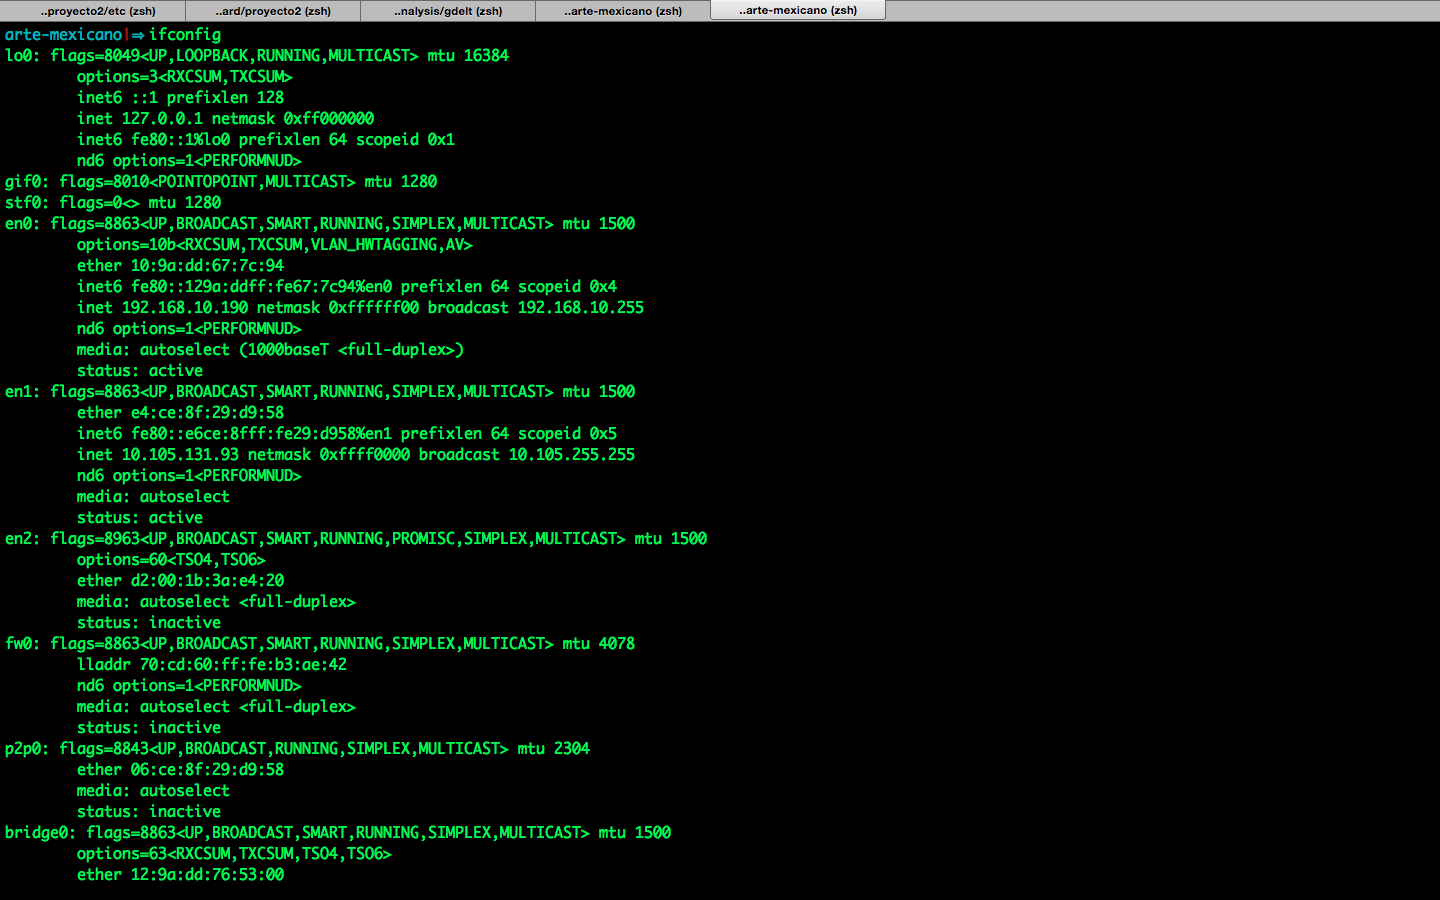 ..proyecto2/etc (zsh) ..ard/proyecto2 (zsh) ..nalysis/gdelt (zsh) ..arte-mexicano (zsh) ..arte-mexicano (zsh)
arte-mexicano|⇒ ifconfig
lo0: flags=8049<UP,LOOPBACK,RUNNING,MULTICAST> mtu 16384
options=3<RXCSUM,TXCSUM>
inet6 ::1 prefixlen 128
inet 127.0.0.1 netmask 0xff000000
inet6 fe80::1%lo0 prefixlen 64 scopeid 0x1
nd6 options=1<PERFORMNUD>
gif0: flags=8010<POINTOPOINT,MULTICAST> mtu 1280
stf0: flags=0<> mtu 1280
en0: flags=8863<UP,BROADCAST,SMART,RUNNING,SIMPLEX,MULTICAST> mtu 1500
options=10b<RXCSUM,TXCSUM,VLAN_HWTAGGING,AV>
ether 10:9a:dd:67:7c:94
inet6 fe80::129a:ddff:fe67:7c94%en0 prefixlen 64 scopeid 0x4
inet 192.168.10.190 netmask 0xffffff00 broadcast 192.168.10.255
nd6 options=1<PERFORMNUD>
media: autoselect (1000baseT <full-duplex>)
status: active
en1: flags=8863<UP,BROADCAST,SMART,RUNNING,SIMPLEX,MULTICAST> mtu 1500
ether e4:ce:8f:29:d9:58
inet6 fe80::e6ce:8fff:fe29:d958%en1 prefixlen 64 scopeid 0x5
inet 10.105.131.93 netmask 0xffff0000 broadcast 10.105.255.255
nd6 options=1<PERFORMNUD>
media: autoselect
status: active
en2: flags=8963<UP,BROADCAST,SMART,RUNNING,PROMISC,SIMPLEX,MULTICAST> mtu 1500
options=60<TSO4,TSO6>
ether d2:00:1b:3a:e4:20
media: autoselect <full-duplex>
status: inactive
fw0: flags=8863<UP,BROADCAST,SMART,RUNNING,SIMPLEX,MULTICAST> mtu 4078
lladdr 70:cd:60:ff:fe:b3:ae:42
nd6 options=1<PERFORMNUD>
media: autoselect <full-duplex>
status: inactive
p2p0: flags=8843<UP,BROADCAST,RUNNING,SIMPLEX,MULTICAST> mtu 2304
ether 06:ce:8f:29:d9:58
media: autoselect
status: inactive
bridge0: flags=8863<UP,BROADCAST,SMART,RUNNING,SIMPLEX,MULTICAST> mtu 1500
options=63<RXCSUM,TXCSUM,TSO4,TSO6>
ether 12:9a:dd:76:53:00